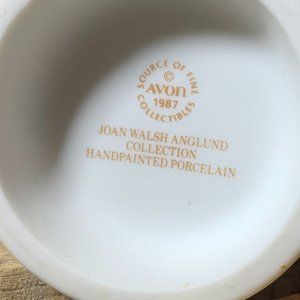 SOURCE OF FINE
©
AVON
1987
COLLECTIBLES
JOAN WALSH ANGLUND
COLLECTION
HANDPAINTED PORCELAIN